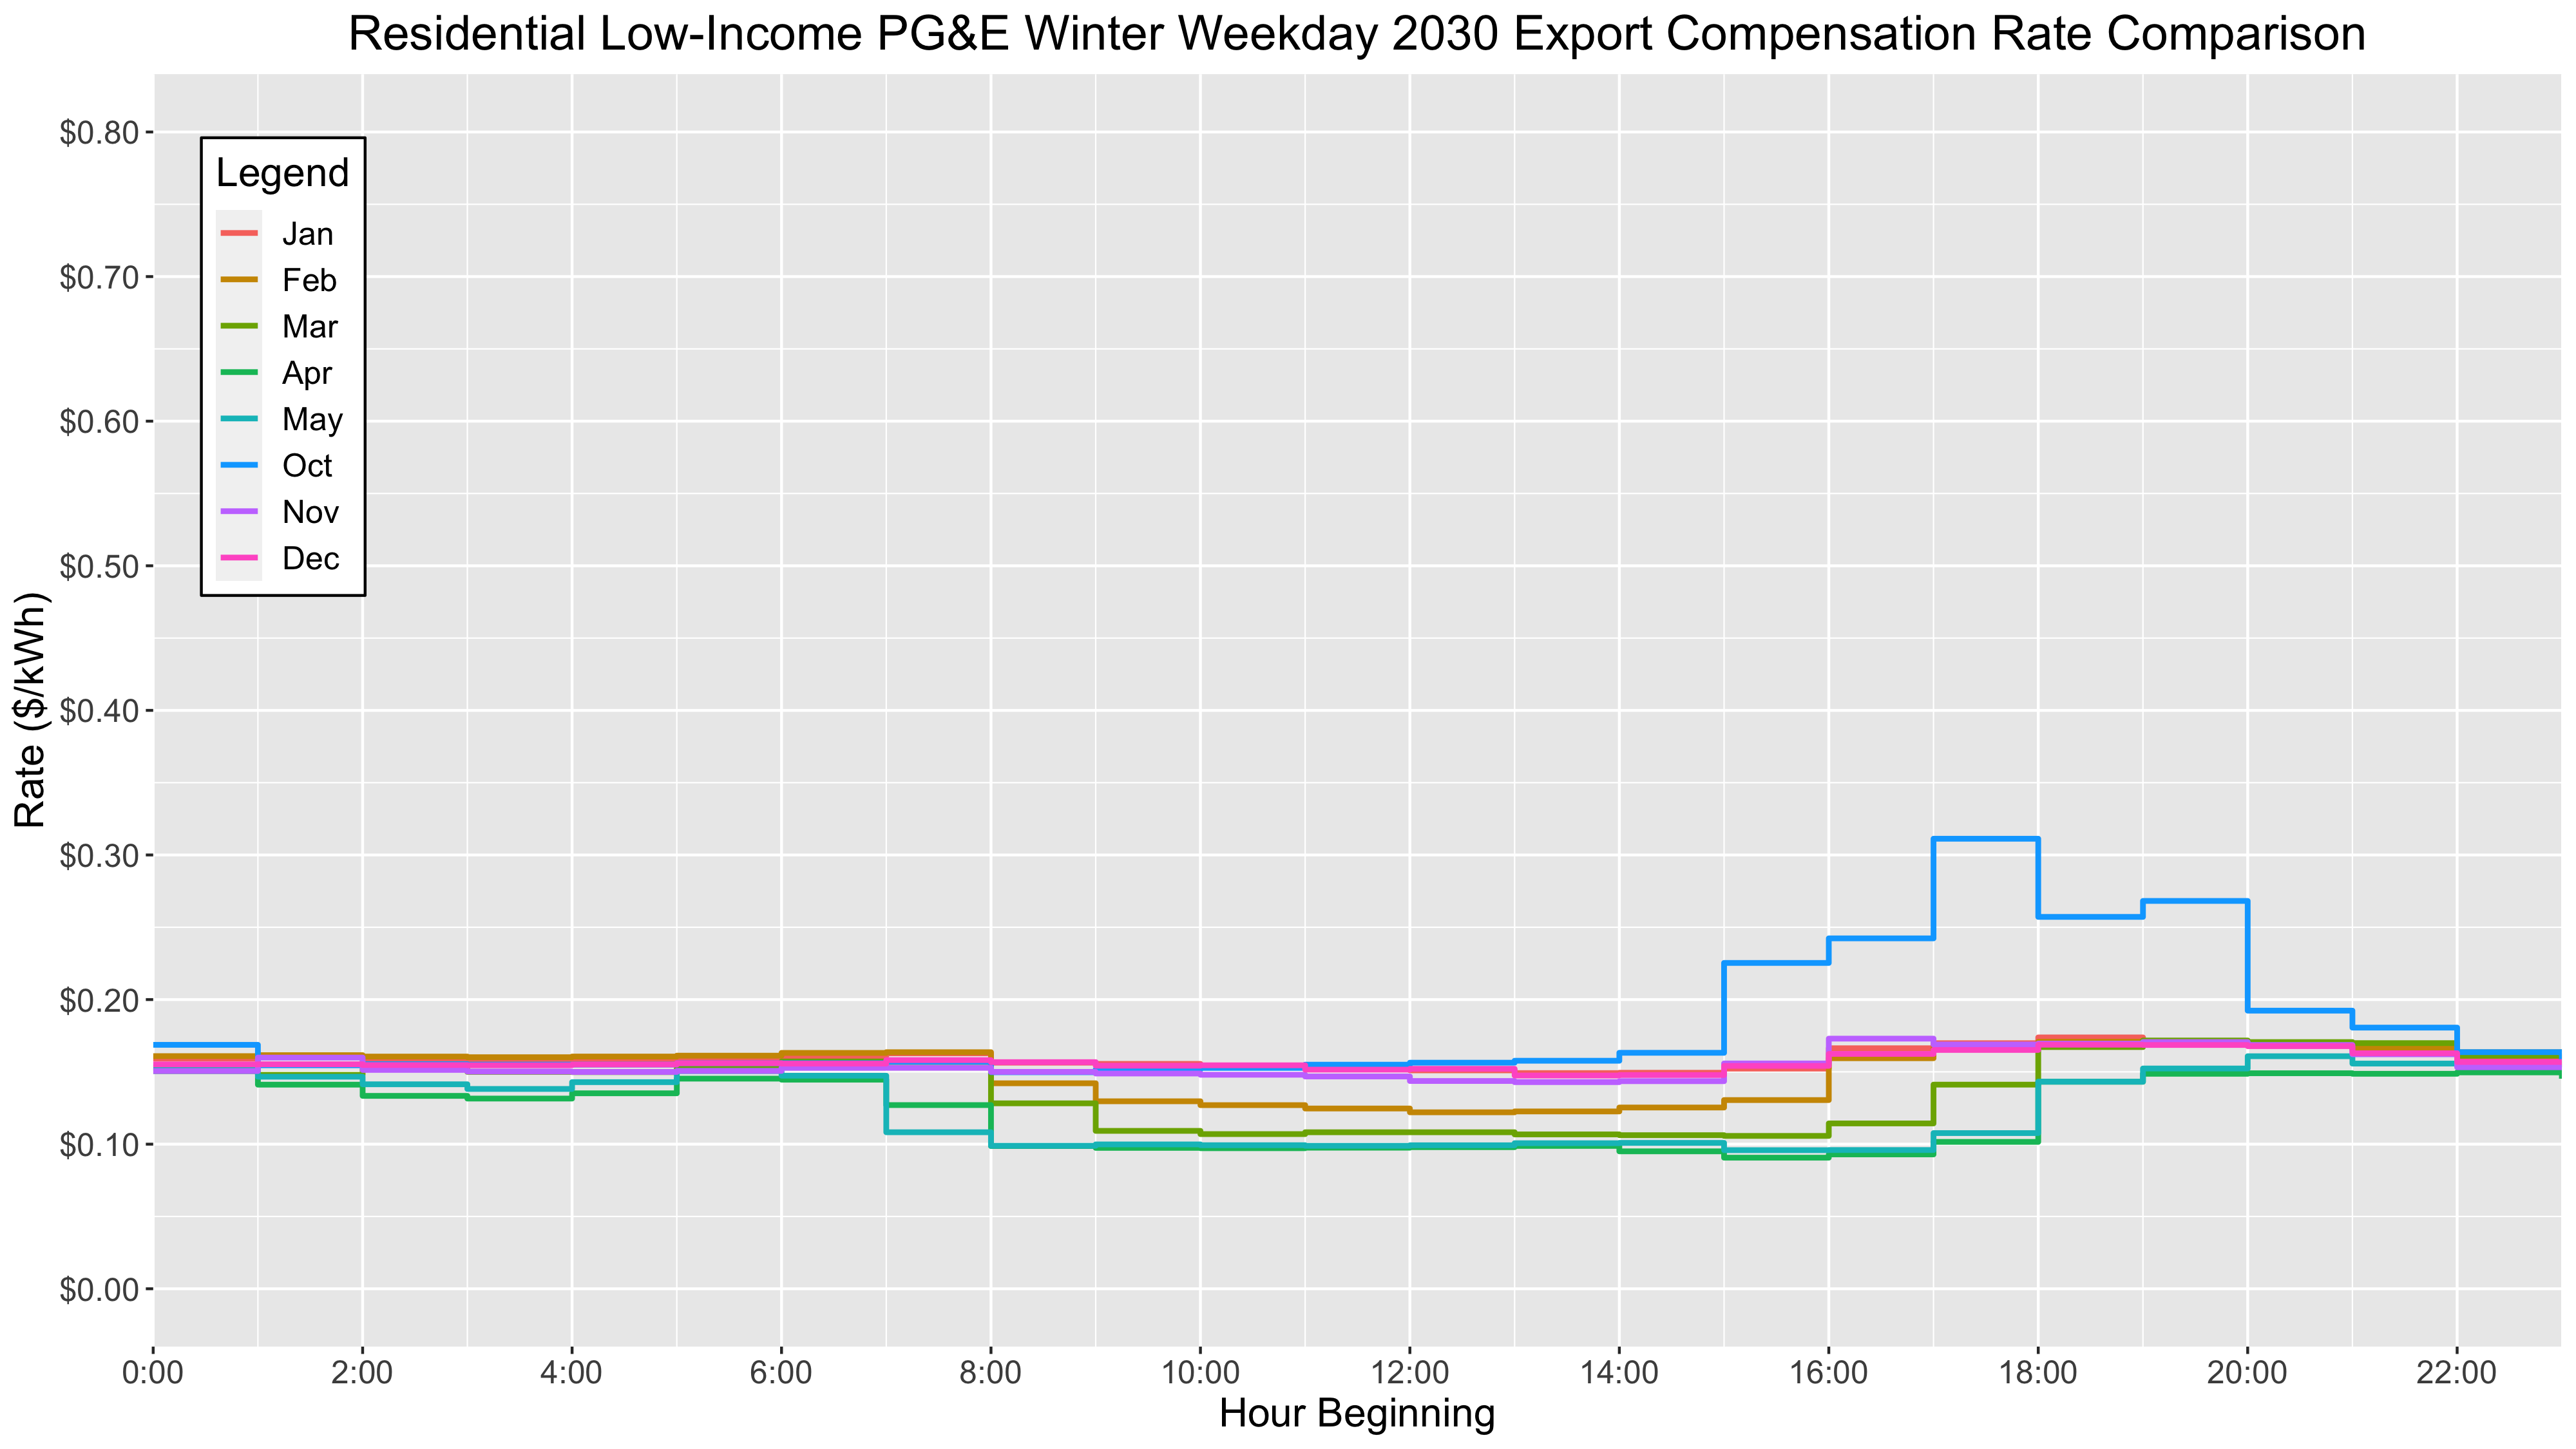 Residential Low-Income PG&E Winter Weekday 2030 Export Compensation Rate Comparison
$0.80
$0.70
$0.60
$0.50
$0.40
$0.30
$0.20
$0.10
$0.00
Rate ($/kWh)
Legend
Jan
Feb
Mar
Apr
May
Oct
Nov
Dec
0:00 2:00 4:00 6:00 8:00 10:00 12:00 14:00 16:00 18:00 20:00 22:00
Hour Beginning